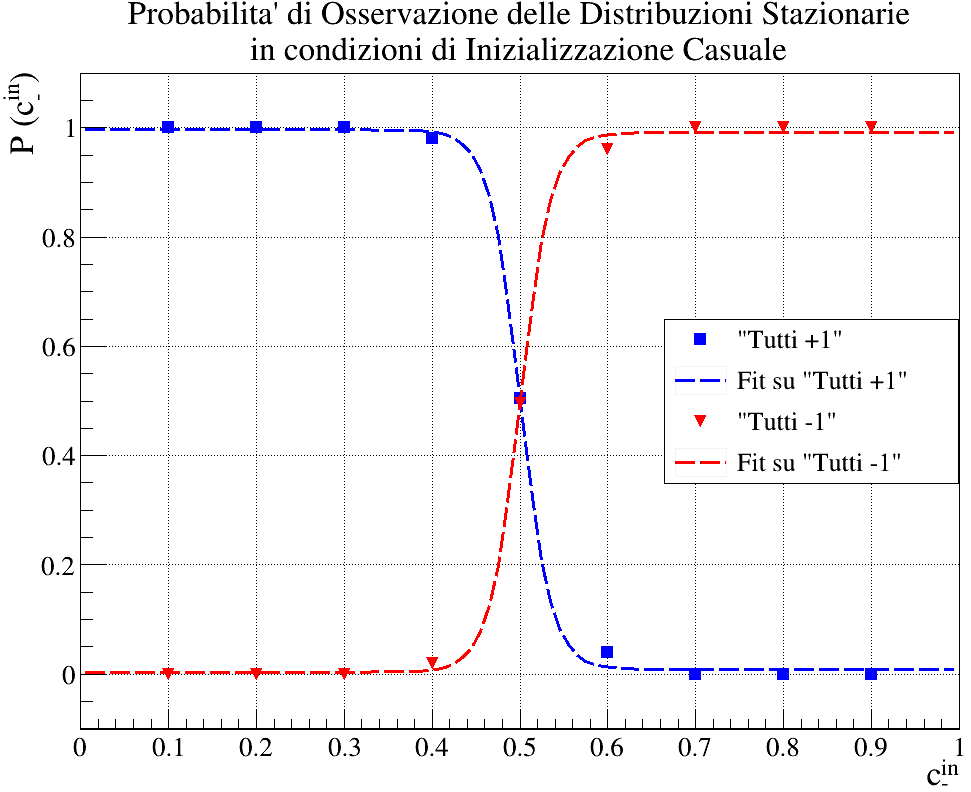 Probabilita' di Osservazione delle Distribuzioni Stazionarie
in condizioni di Inizializzazione Casuale
P (c_-^in)
1
0.8
0.6
0.4
0.2
0
"Tutti +1"
Fit su "Tutti +1"
"Tutti -1"
Fit su "Tutti -1"
0 0.1 0.2 0.3 0.4 0.5 0.6 0.7 0.8 0.9 1
c_-^in